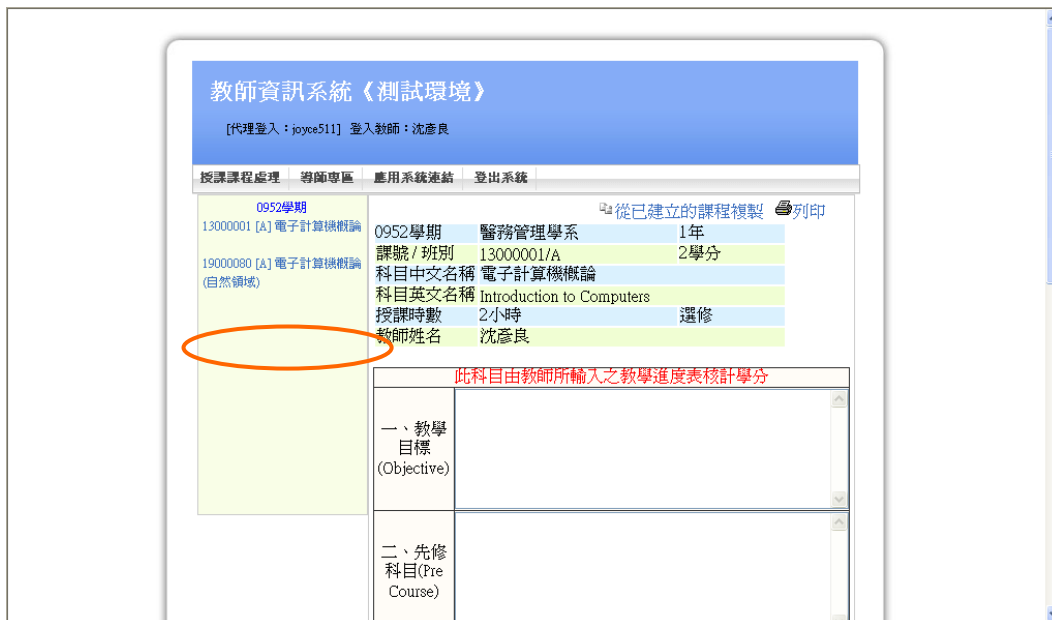 教師資訊系統《測試環境》
[代理登入：joyce511] 登入教師：沈彥良
授課課程處理 導師專區 應用系統連結 登出系統
0952學期
13000001 [A] 電子計算機概論
19000080 [A] 電子計算機概論
(自然領域)
從已建立的課程複製 列印
0952學期 醫務管理學系 1年
課號 / 班別 13000001/A 2學分
科目中文名稱 電子計算機概論
科目英文名稱 Introduction to Computers
授課時數 2小時 選修
教師姓名 沈彥良
此科目由教師所輸入之教學進度表核計學分
一、教學
目標
(Objective)
二、先修
科目(Pre
Course)